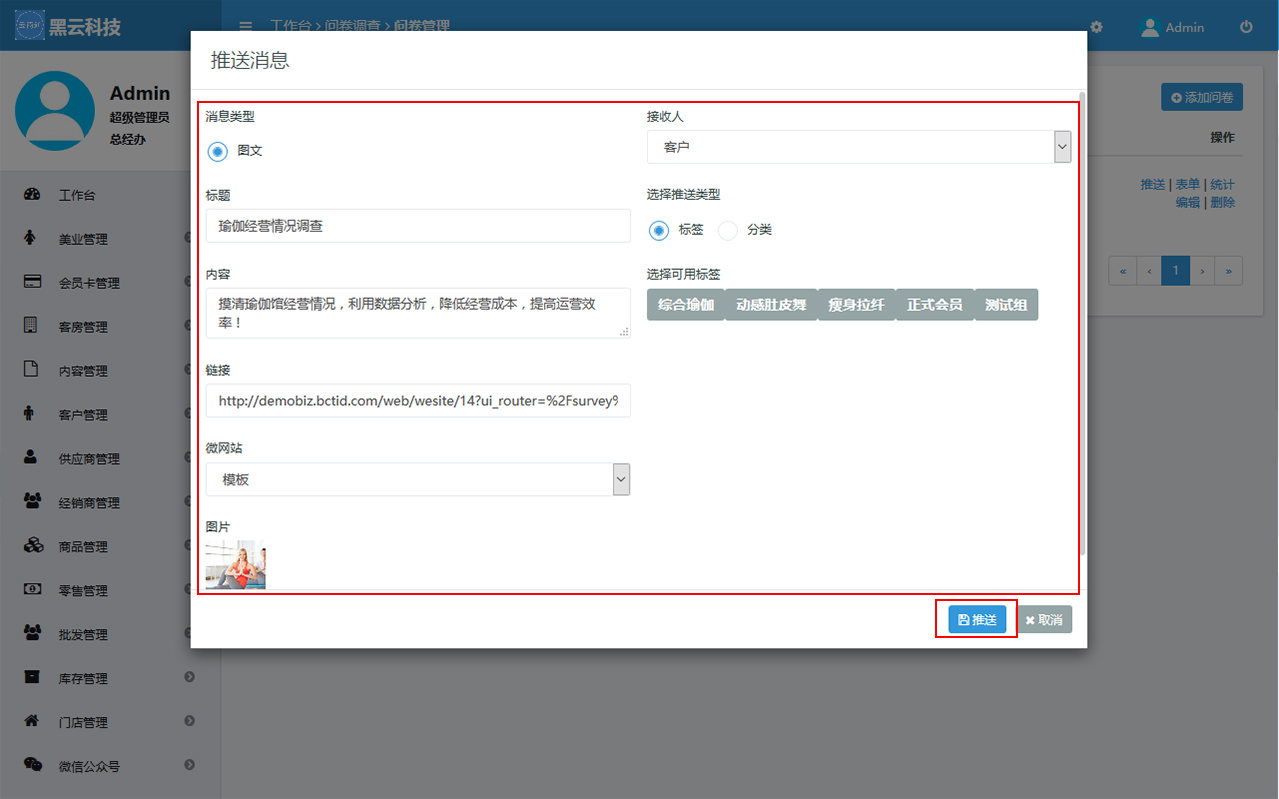 黑云科技
工作台 > 问卷调查 > 问卷管理
Admin
Admin
超级管理员
总经办
工作台
美业管理
会员卡管理
客房管理
内容管理
客户管理
供应商管理
经销商管理
商品管理
零售管理
批发管理
库存管理
门店管理
微信公众号
添加问卷
操作
推送 | 表单 | 统计
编辑 | 删除
« ‹ 1 › »
推送消息
消息类型
图文
标题
瑜伽经营情况调查
内容
摸清瑜伽馆经营情况，利用数据分析，降低经营成本，提高运营效
率！
链接
http://demobiz.bctid.com/web/wesite/14?ui_router=%2Fsurvey%
微网站
模板
图片
接收人
客户
选择推送类型
标签 分类
选择可用标签
综合瑜伽 动感肚皮舞 瘦身拉纤 正式会员 测试组
推送 取消